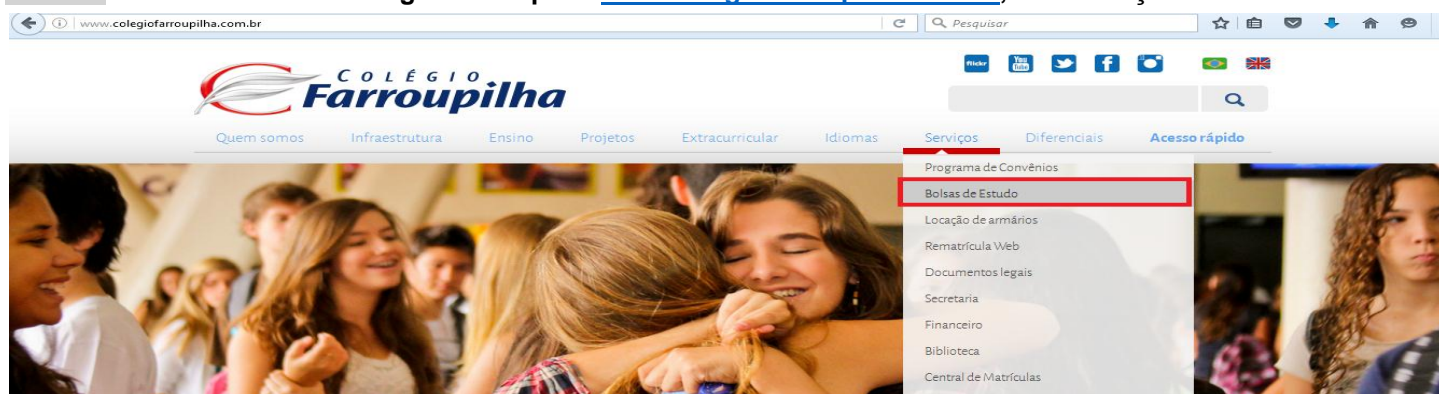 www.colegiofarroupilha.com.br
Pesquisar
COLÉGIO
Farroupilha
flickr
You
Tube
Quem somos Infraestrutura Ensino Projetos Extracurricular Idiomas Serviços Diferenciais Acesso rápido
Programa de Convênios
Bolsas de Estudo
Locação de armários
Rematrícula Web
Documentos legais
Secretaria
Financeiro
Biblioteca
Central de Matrículas